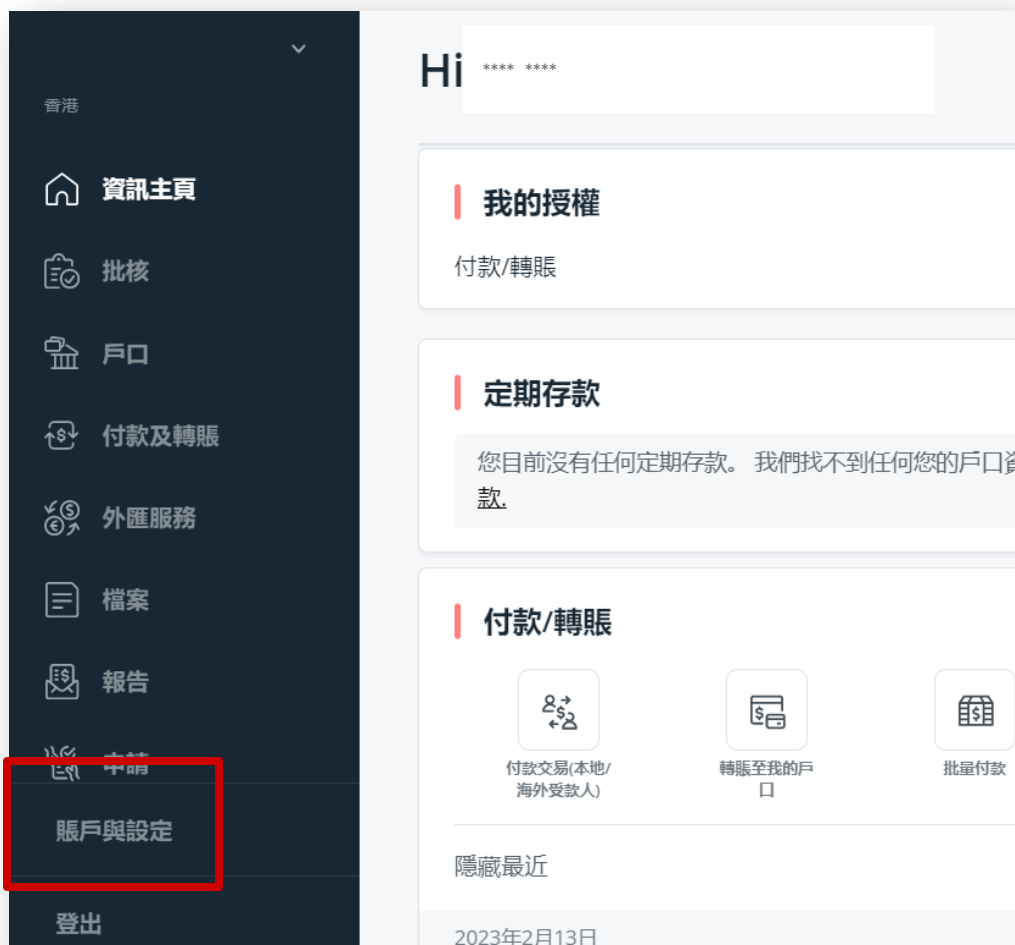 香港
資訊主頁
批核
戶口
付款及轉賬
外匯服務
檔案
報告
申請
賬戶與設定
登出
Hi **** ****
我的授權
付款/轉賬
定期存款
您目前沒有任何定期存款。 我們找不到任何您的戶口
款.
付款/轉賬
付款交易(本地/
海外受款人)
轉賬至我的戶
口
批量付款
隱藏最近
2023年2月13日